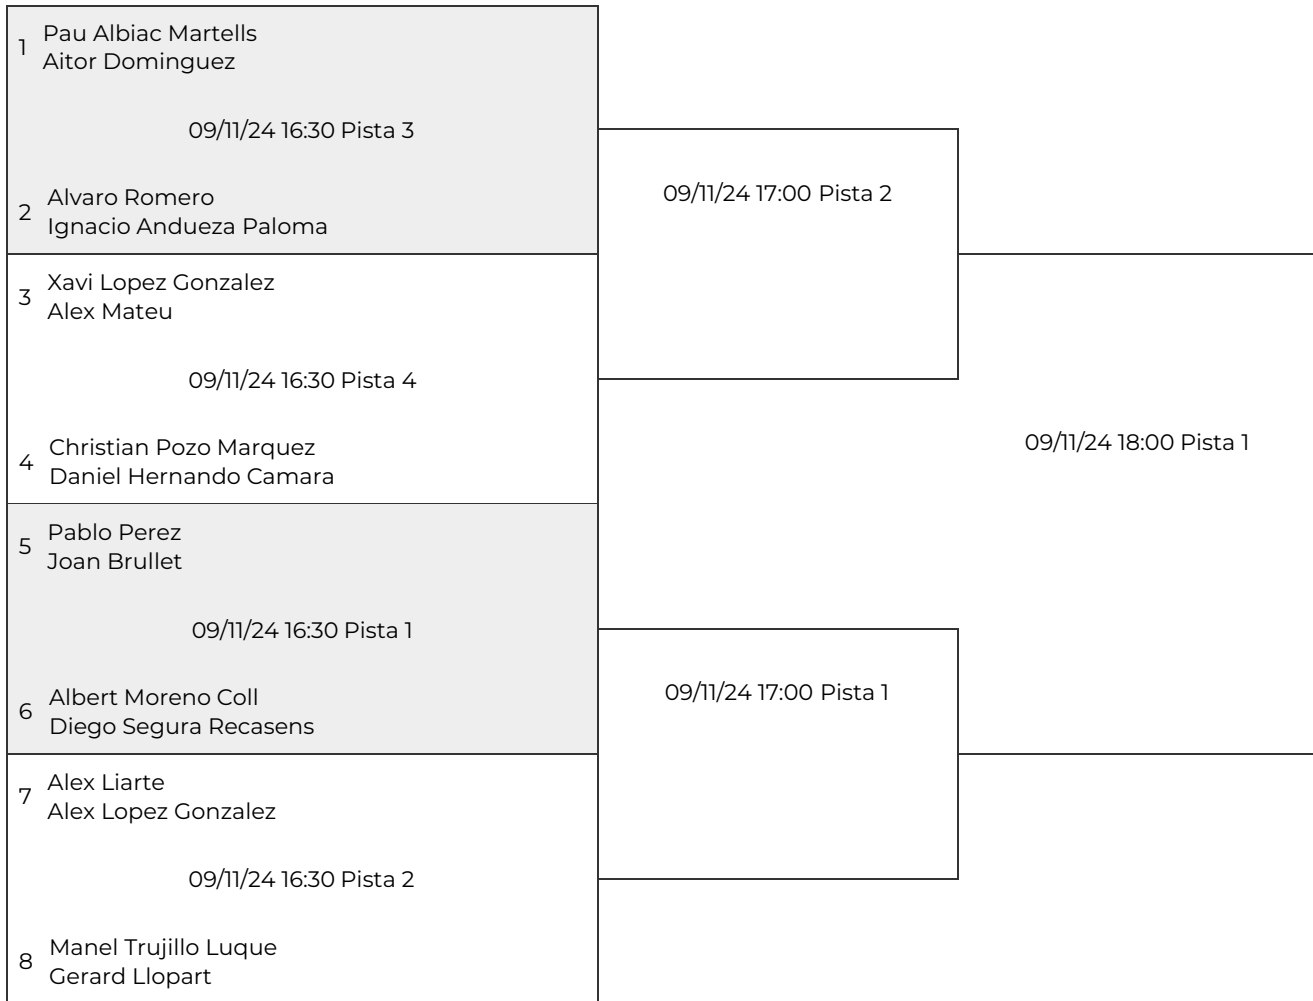 1
Pau Albiac Martells
Aitor Dominguez
09/11/24 16:30 Pista 3
2
Alvaro Romero
Ignacio Andueza Paloma
09/11/24 17:00 Pista 2
3
Xavi Lopez Gonzalez
Alex Mateu
09/11/24 16:30 Pista 4
4
Christian Pozo Marquez
Daniel Hernando Camara
09/11/24 18:00 Pista 1
5
Pablo Perez
Joan Brullet
09/11/24 16:30 Pista 1
6
Albert Moreno Coll
Diego Segura Recasens
09/11/24 17:00 Pista 1
7
Alex Liarte
Alex Lopez Gonzalez
09/11/24 16:30 Pista 2
8
Manel Trujillo Luque
Gerard Llopart